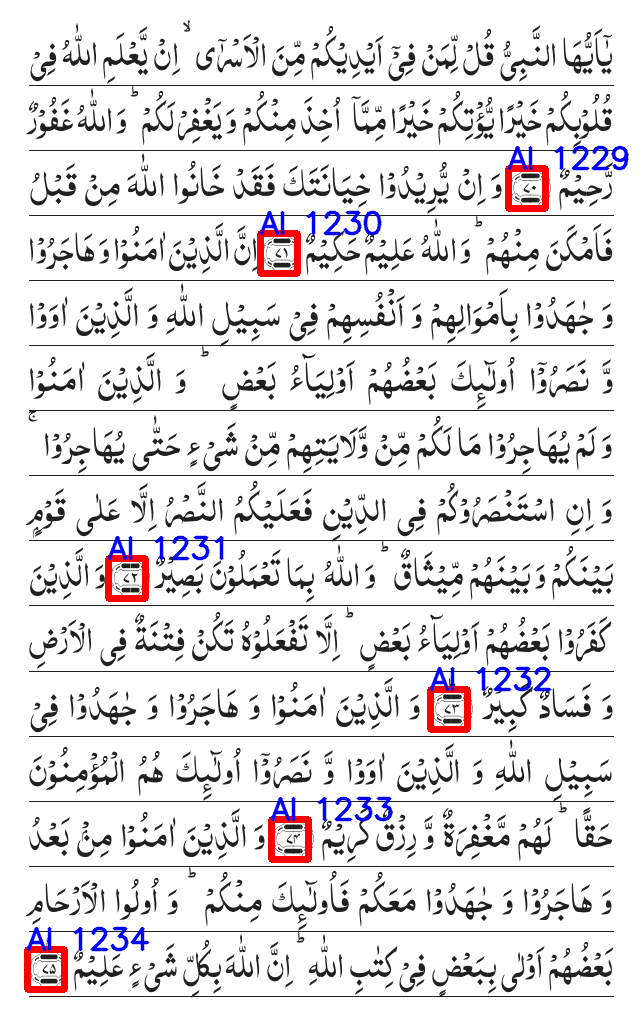 يٰۤاَيُّهَا النَّبِىُّ قُلْ لِّمَنْ فِىْۤ اَيْدِيْكُمْ مِّنَ الْاَسْرٰٓى ۙ اِنْ يَّعْلَمِ اللّٰهُ فِىْ
قُلُوْبِكُمْ خَيْرًا يُّؤْتِكُمْ خَيْرًا مِّمَّاۤ اُخِذَ مِنْكُمْ وَيَغْفِرْ لَكُمْ ؕ وَاللّٰهُ غَفُوْرٌ
AI 1229
رَّحِيْمٌ ۷۰ وَ اِنْ يُّرِيْدُوْا خِيَانَتَكَ فَقَدْ خَانُوا اللّٰهَ مِنْ قَبْلُ
AI 1230
فَاَمْكَنَ مِنْهُمْ ؕ وَاللّٰهُ عَلِيْمٌ حَكِيْمٌ ۷۱ اِنَّ الَّذِيْنَ اٰمَنُوْا وَهَاجَرُوْا
وَ جٰهَدُوْا بِاَمْوَالِهِمْ وَ اَنْفُسِهِمْ فِىْ سَبِيْلِ اللّٰهِ وَ الَّذِيْنَ اٰوَوْا
وَّ نَصَرُوْۤا اُولٰٓئِكَ بَعْضُهُمْ اَوْلِيَآءُ بَعْضٍ ؕ وَ الَّذِيْنَ اٰمَنُوْا
وَ لَمْ يُهَاجِرُوْا مَا لَكُمْ مِّنْ وَّلَايَتِهِمْ مِّنْ شَىْءٍ حَتّٰى يُهَاجِرُوْا ۚ
وَ اِنِ اسْتَنْصَرُوْكُمْ فِى الدِّيْنِ فَعَلَيْكُمُ النَّصْرُ اِلَّا عَلٰى قَوْمٍۭ
AI 1231
بَيْنَكُمْ وَ بَيْنَهُمْ مِّيْثَاقٌ ؕ وَاللّٰهُ بِمَا تَعْمَلُوْنَ بَصِيْرٌ ۷۲ وَ الَّذِيْنَ
كَفَرُوْا بَعْضُهُمْ اَوْلِيَآءُ بَعْضٍ ؕ اِلَّا تَفْعَلُوْهُ تَكُنْ فِتْنَةٌ فِى الْاَرْضِ
AI 1232
وَ فَسَادٌ كَبِيْرٌ ۷۳ وَ الَّذِيْنَ اٰمَنُوْا وَ هَاجَرُوْا وَ جٰهَدُوْا فِىْ
سَبِيْلِ اللّٰهِ وَ الَّذِيْنَ اٰوَوْا وَّ نَصَرُوْۤا اُولٰٓئِكَ هُمُ الْمُؤْمِنُوْنَ
AI 1233
حَقًّا ؕ لَهُمْ مَّغْفِرَةٌ وَّ رِزْقٌ كَرِيْمٌ ۷۴ وَ الَّذِيْنَ اٰمَنُوْا مِنْۢ بَعْدُ
وَ هَاجَرُوْا وَ جٰهَدُوْا مَعَكُمْ فَاُولٰٓئِكَ مِنْكُمْ ؕ وَ اُولُوا الْاَرْحَامِ
AI 1234
بَعْضُهُمْ اَوْلٰى بِبَعْضٍ فِىْ كِتٰبِ اللّٰهِ ؕ اِنَّ اللّٰهَ بِكُلِّ شَىْءٍ عَلِيْمٌ ۷۵